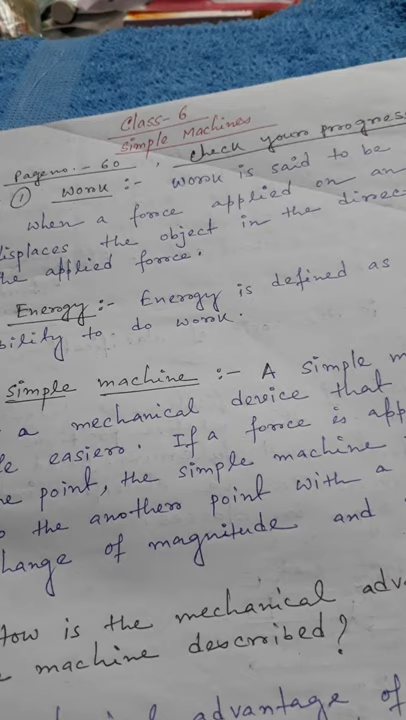 Class-6
Simple Machines
Page no. - 60, Check your progress
① Work :- Work is said to be
when a force applied on an
displaces the object in the direc
the applied force.
Energy :- Energy is defined as
bility to do work.
Simple machine :- A simple m
a mechanical device that
easier. If a force is app
point, the simple machine
the another point with a
hange of magnitude and
How is the mechanical adv
machine described?
advantage of